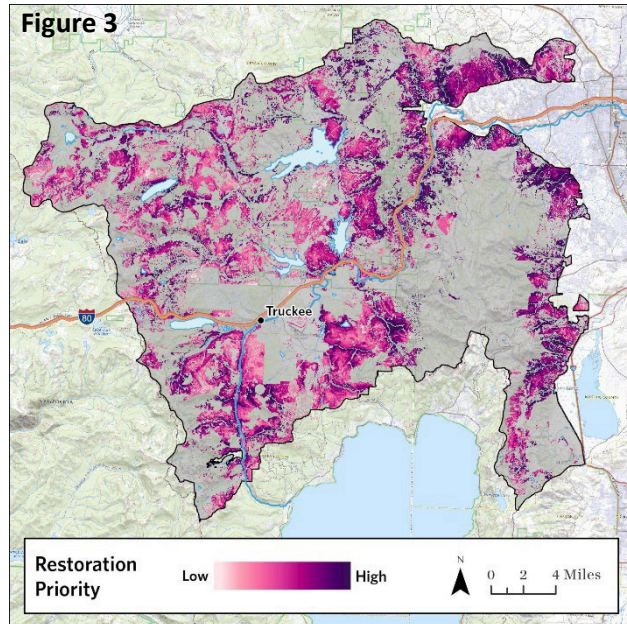 Figure 3
Truckee
80
Restoration
Priority
Low
High
N
0 2 4 Miles